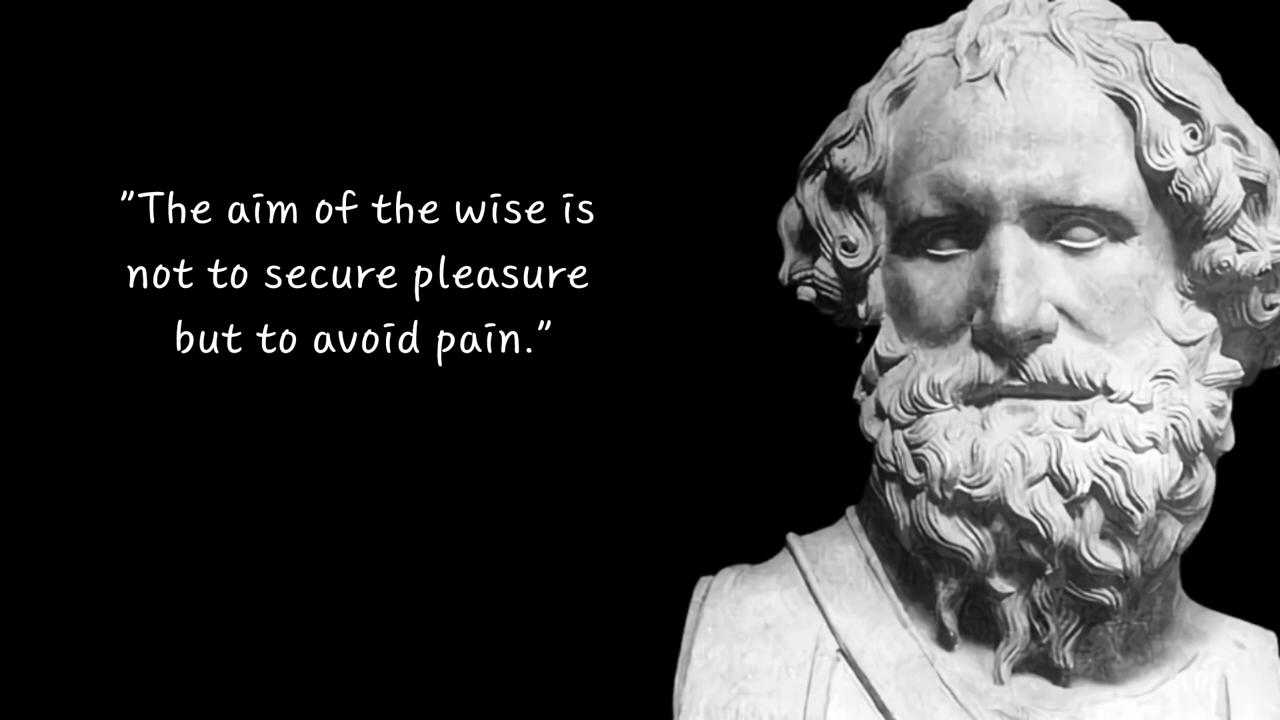 "The aim of the wise is
not to secure pleasure
but to avoid pain."